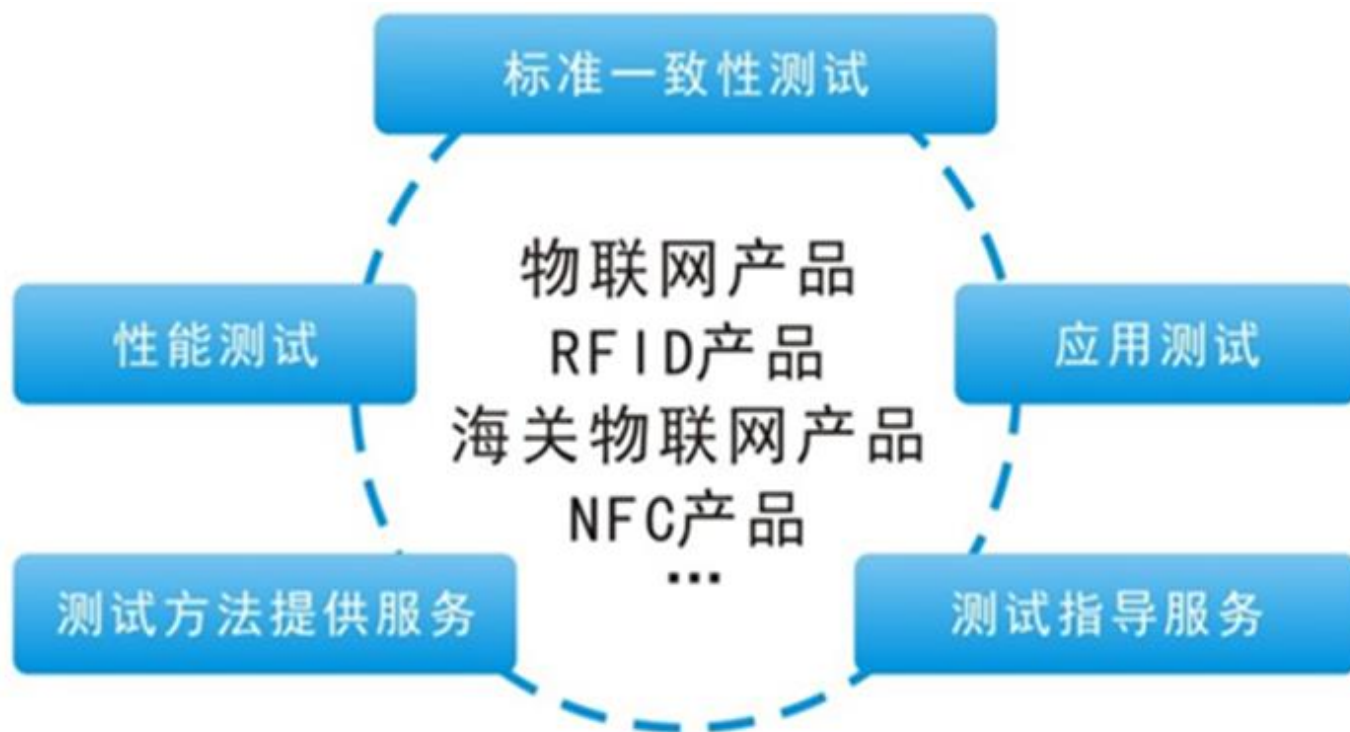 标准一致性测试
物联网产品
性能测试
RFID产品
应用测试
海关物联网产品
NFC产品
...
测试方法提供服务
测试指导服务